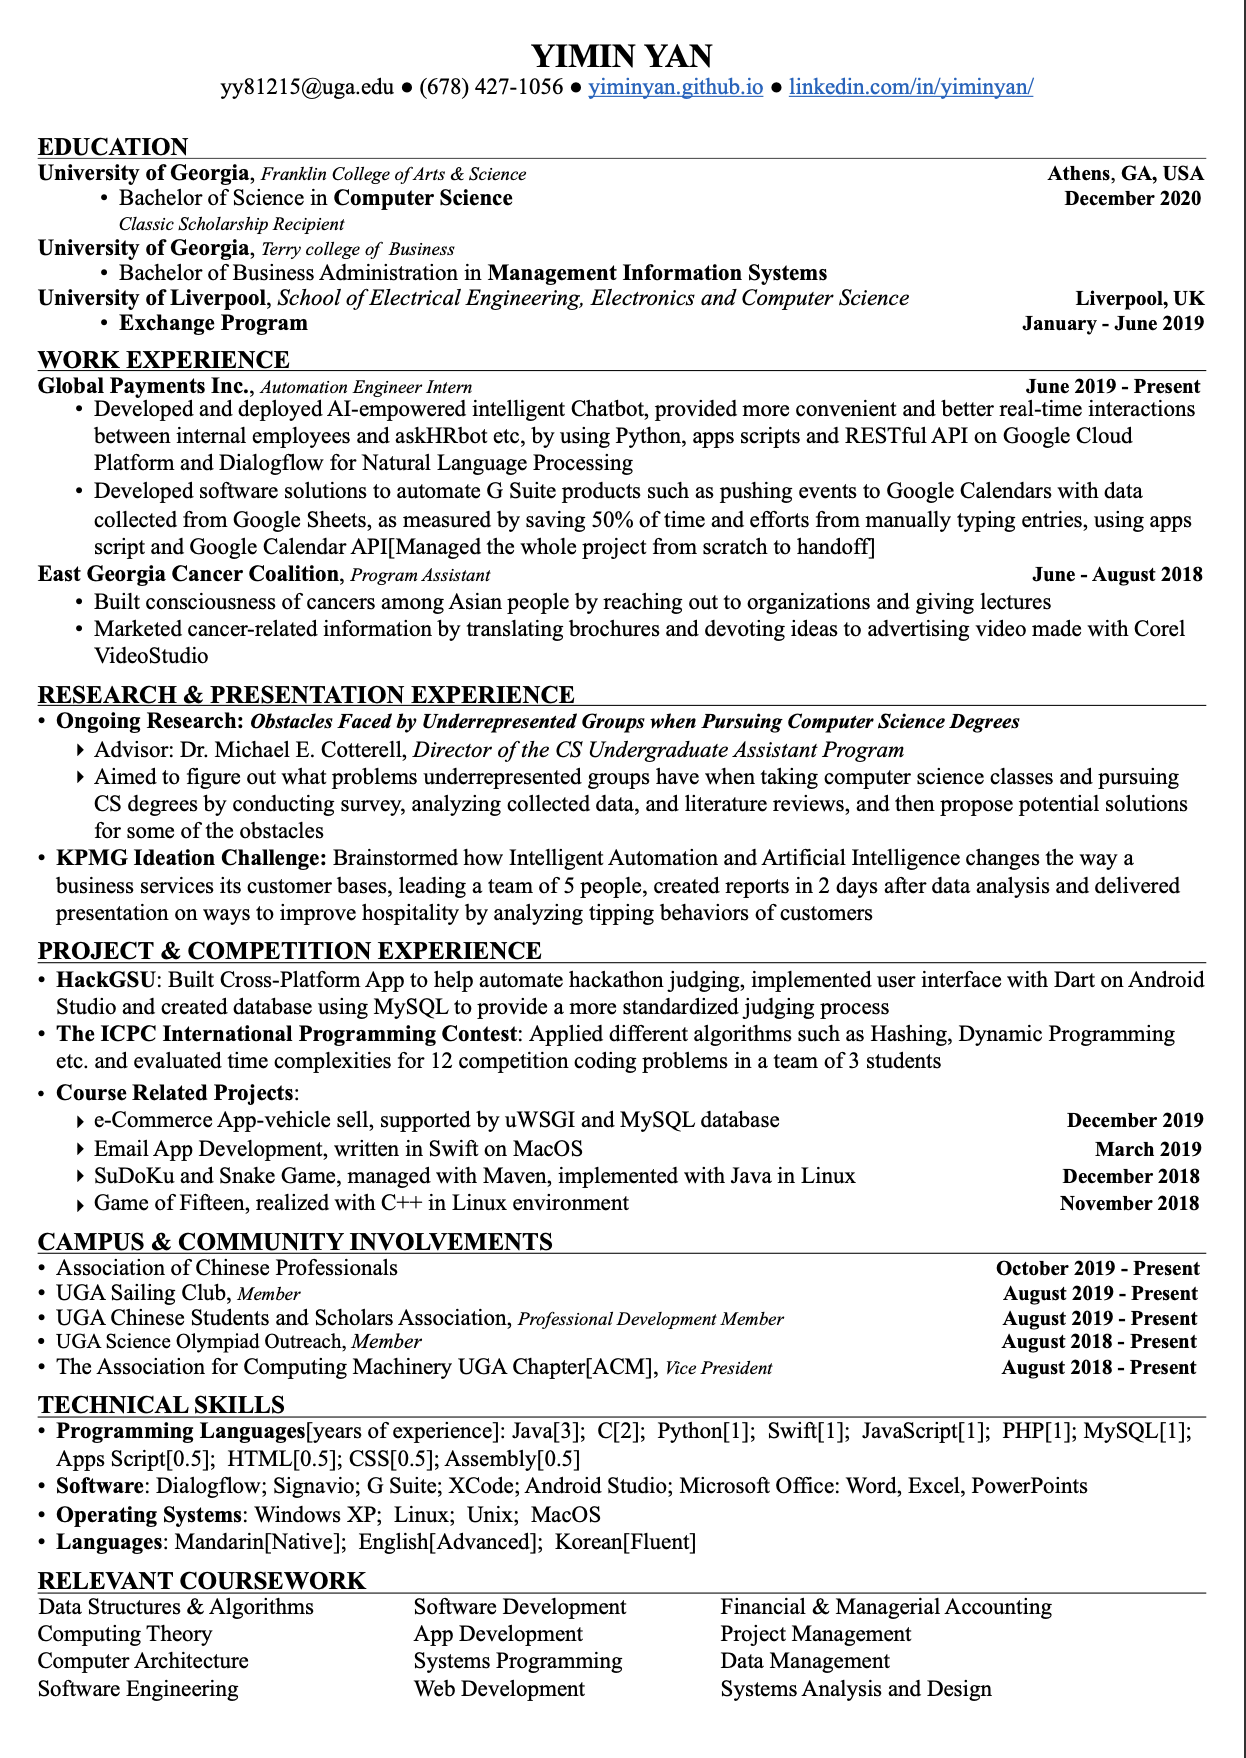 YIMIN YAN
yy81215@uga.edu ● (678) 427-1056 ● yiminyan.github.io ● linkedin.com/in/yiminyan/
EDUCATION
University of Georgia, Franklin College of Arts & Science Athens, GA, USA
• Bachelor of Science in Computer Science December 2020
Classic Scholarship Recipient
University of Georgia, Terry college of Business
• Bachelor of Business Administration in Management Information Systems
University of Liverpool, School of Electrical Engineering, Electronics and Computer Science Liverpool, UK
• Exchange Program January - June 2019
WORK EXPERIENCE
Global Payments Inc., Automation Engineer Intern June 2019 - Present
• Developed and deployed AI-empowered intelligent Chatbot, provided more convenient and better real-time interactions
between internal employees and askHRbot etc, by using Python, apps scripts and RESTful API on Google Cloud
Platform and Dialogflow for Natural Language Processing
• Developed software solutions to automate G Suite products such as pushing events to Google Calendars with data
collected from Google Sheets, as measured by saving 50% of time and efforts from manually typing entries, using apps
script and Google Calendar API[Managed the whole project from scratch to handoff]
East Georgia Cancer Coalition, Program Assistant June - August 2018
• Built consciousness of cancers among Asian people by reaching out to organizations and giving lectures
• Marketed cancer-related information by translating brochures and devoting ideas to advertising video made with Corel
VideoStudio
RESEARCH & PRESENTATION EXPERIENCE
• Ongoing Research: Obstacles Faced by Underrepresented Groups when Pursuing Computer Science Degrees
‣ Advisor: Dr. Michael E. Cotterell, Director of the CS Undergraduate Assistant Program
‣ Aimed to figure out what problems underrepresented groups have when taking computer science classes and pursuing
CS degrees by conducting survey, analyzing collected data, and literature reviews, and then propose potential solutions
for some of the obstacles
• KPMG Ideation Challenge: Brainstormed how Intelligent Automation and Artificial Intelligence changes the way a
business services its customer bases, leading a team of 5 people, created reports in 2 days after data analysis and delivered
presentation on ways to improve hospitality by analyzing tipping behaviors of customers
PROJECT & COMPETITION EXPERIENCE
• HackGSU: Built Cross-Platform App to help automate hackathon judging, implemented user interface with Dart on Android
Studio and created database using MySQL to provide a more standardized judging process
• The ICPC International Programming Contest: Applied different algorithms such as Hashing, Dynamic Programming
etc. and evaluated time complexities for 12 competition coding problems in a team of 3 students
• Course Related Projects:
‣ e-Commerce App-vehicle sell, supported by uWSGI and MySQL database December 2019
‣ Email App Development, written in Swift on MacOS March 2019
‣ SuDoKu and Snake Game, managed with Maven, implemented with Java in Linux December 2018
‣ Game of Fifteen, realized with C++ in Linux environment November 2018
CAMPUS & COMMUNITY INVOLVEMENTS
• Association of Chinese Professionals October 2019 - Present
• UGA Sailing Club, Member August 2019 - Present
• UGA Chinese Students and Scholars Association, Professional Development Member August 2019 - Present
• UGA Science Olympiad Outreach, Member August 2018 - Present
• The Association for Computing Machinery UGA Chapter[ACM], Vice President August 2018 - Present
TECHNICAL SKILLS
• Programming Languages[years of experience]: Java[3]; C[2]; Python[1]; Swift[1]; JavaScript[1]; PHP[1]; MySQL[1];
Apps Script[0.5]; HTML[0.5]; CSS[0.5]; Assembly[0.5]
• Software: Dialogflow; Signavio; G Suite; XCode; Android Studio; Microsoft Office: Word, Excel, PowerPoints
• Operating Systems: Windows XP; Linux; Unix; MacOS
• Languages: Mandarin[Native]; English[Advanced]; Korean[Fluent]
RELEVANT COURSEWORK
Data Structures & Algorithms Software Development Financial & Managerial Accounting
Computing Theory App Development Project Management
Computer Architecture Systems Programming Data Management
Software Engineering Web Development Systems Analysis and Design